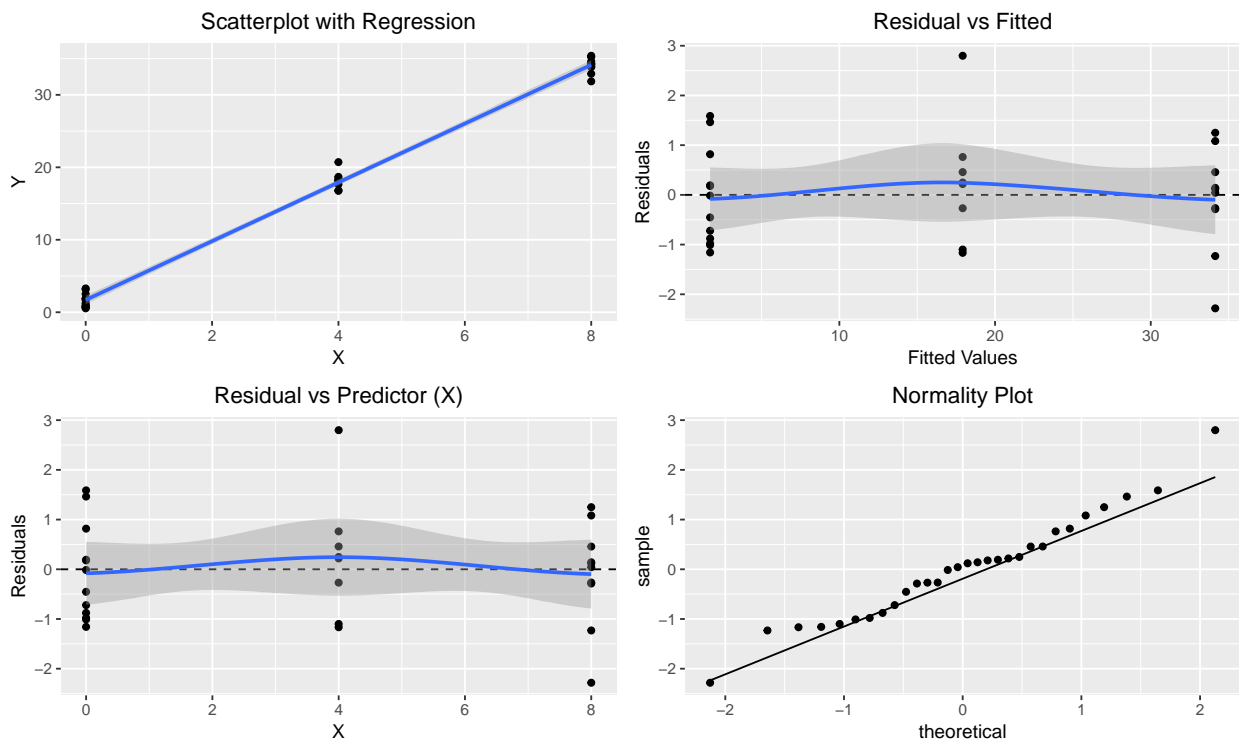 Scatterplot with Regression
Y
30
20
10
0
0 2 4 6 8
X
Residual vs Fitted
Residuals
3
2
1
0
−1
−2
10 20 30
Fitted Values
Residual vs Predictor (X)
Residuals
3
2
1
0
−1
−2
0 2 4 6 8
X
Normality Plot
sample
3
2
1
0
−1
−2
−2 −1 0 1 2
theoretical